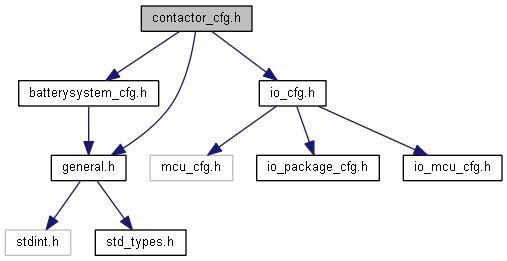 contactor_cfg.h
batterysystem_cfg.h
io_cfg.h
general.h
mcu_cfg.h
io_package_cfg.h
io_mcu_cfg.h
stdint.h
std_types.h